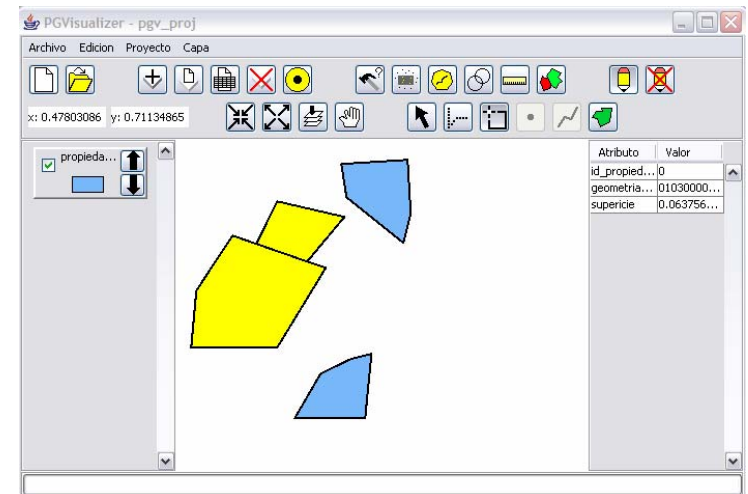 PGVisualizer - pgv_proj
Archivo Edicion Proyecto Capa
x: 0.47803086 y: 0.71134865
propieda...
Atributo Valor
id_propied... 0
geometria... 01030000...
supericie 0.063756...